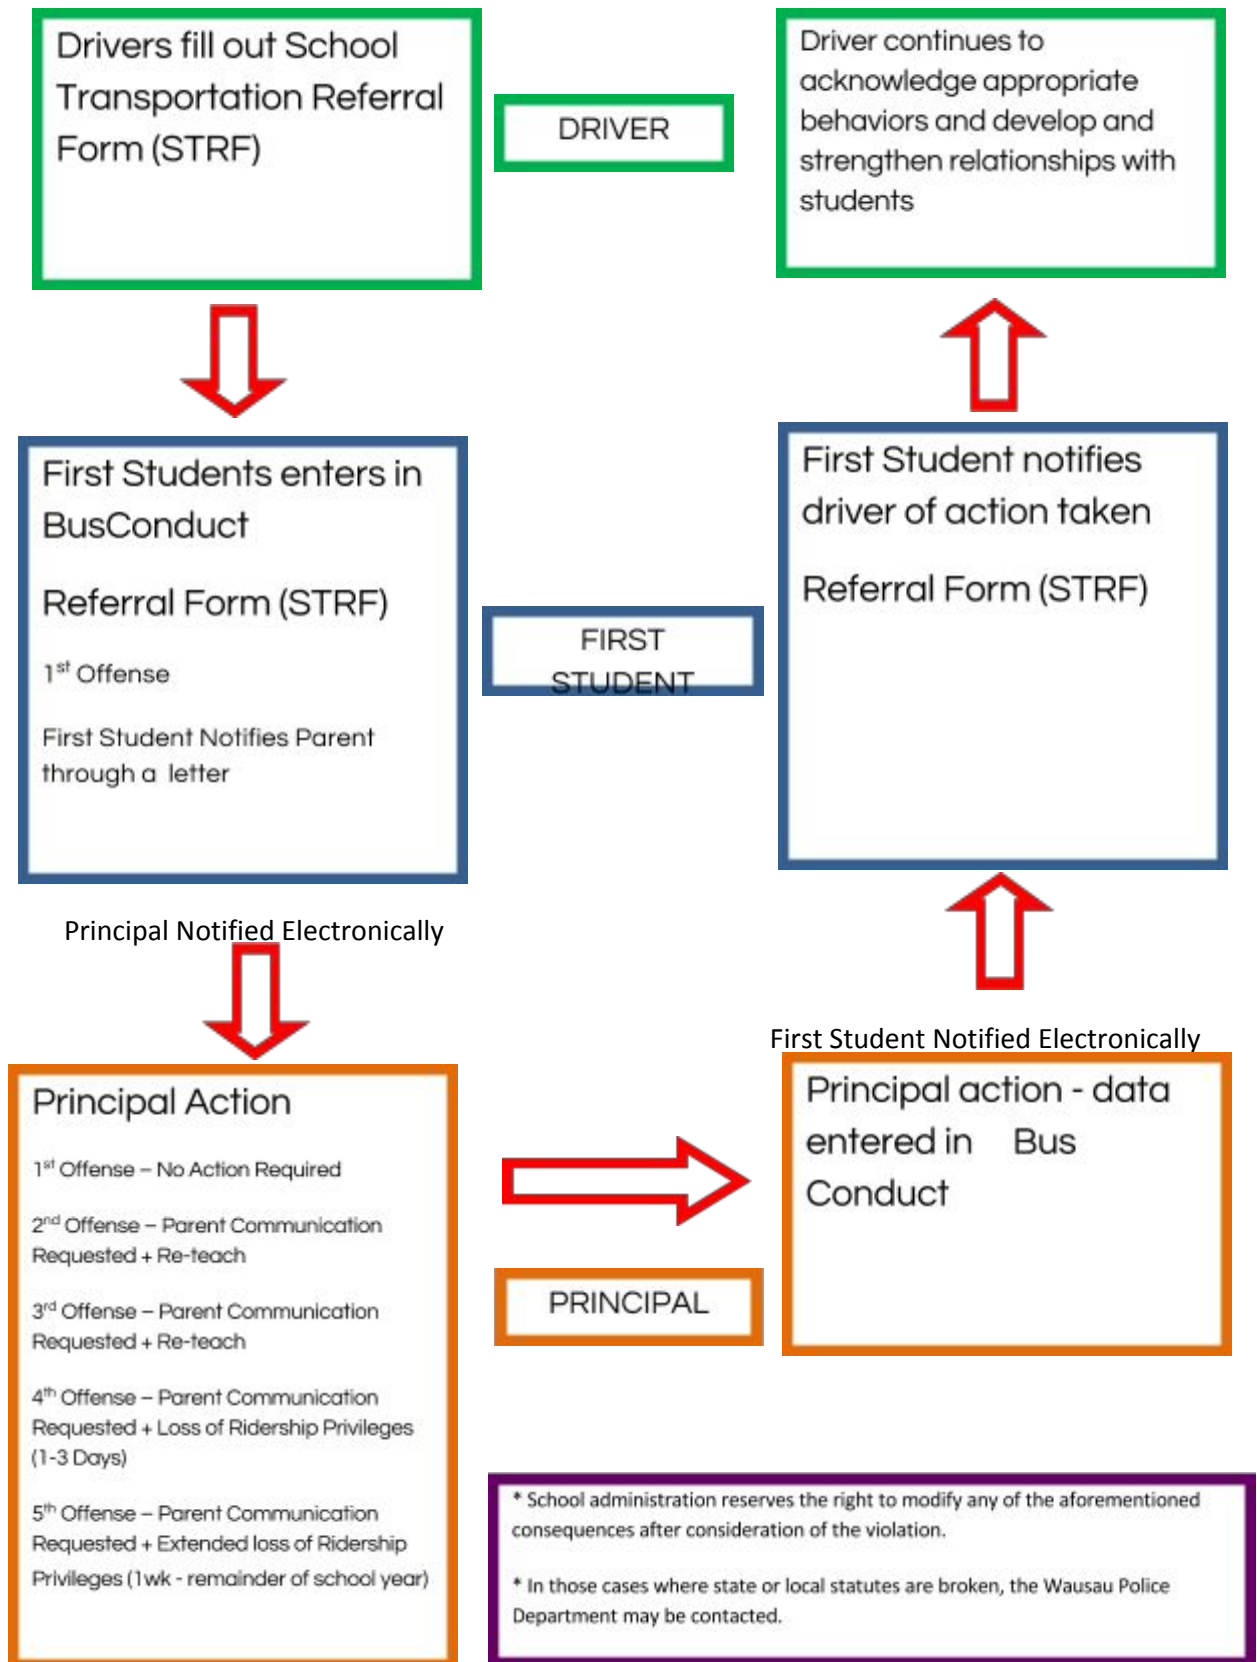 Drivers fill out School
Transportation Referral
Form (STRF)
DRIVER
Driver continues to
acknowledge appropriate
behaviors and develop and
strengthen relationships with
students
First Students enters in
BusConduct
Referral Form (STRF)
1st Offense
First Student Notifies Parent
through a letter
FIRST
STUDENT
First Student notifies
driver of action taken
Referral Form (STRF)
Principal Notified Electronically
First Student Notified Electronically
Principal Action
1st Offense – No Action Required
2nd Offense – Parent Communication
Requested + Re-teach
3rd Offense – Parent Communication
Requested + Re-teach
4th Offense – Parent Communication
Requested + Loss of Ridership Privileges
(1-3 Days)
5th Offense – Parent Communication
Requested + Extended loss of Ridership
Privileges (1wk - remainder of school year)
PRINCIPAL
Principal action - data
entered in Bus
Conduct
* School administration reserves the right to modify any of the aforementioned
consequences after consideration of the violation.
* In those cases where state or local statutes are broken, the Wausau Police
Department may be contacted.